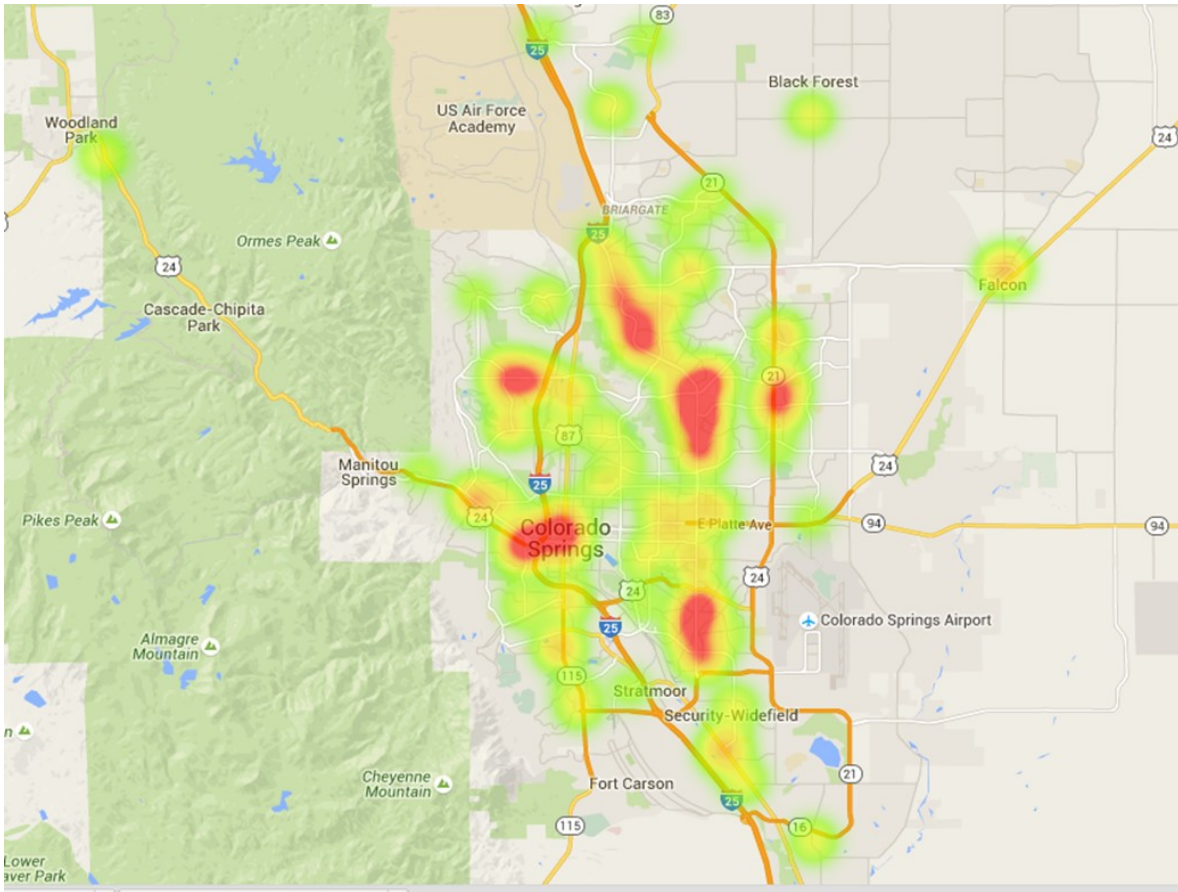 83
25
Black Forest
US Air Force
Academy
Woodland
Park
24
21
BRIARGATE
25
Ormes Peak
24
Falcon
Cascade-Chipita
Park
21
87
Manitou
Springs
24
25
24
Pikes Peak
Colorado
Springs
E Platte Ave
94
94
24
24
25
Colorado Springs Airport
Almagre
Mountain
115
Stratmoor
Security-Widefield
n
21
Cheyenne
Mountain
Fort Carson
25
115
16
Lower
aver Park